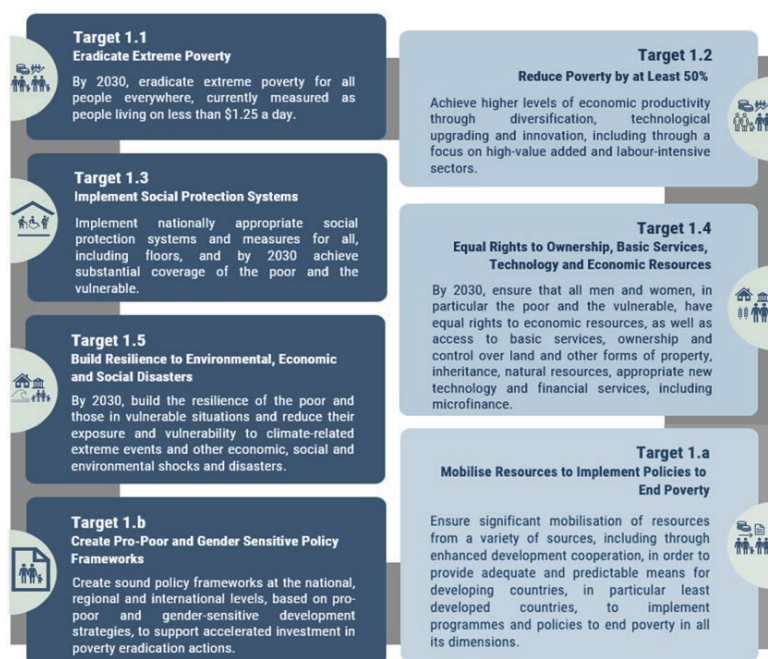 Target 1.1
Eradicate Extreme Poverty
By 2030, eradicate extreme poverty for all
people everywhere, currently measured as
people living on less than $1.25 a day.
Target 1.2
Reduce Poverty by at Least 50%
Achieve higher levels of economic productivity
through diversification, technological
upgrading and innovation, including through a
focus on high-value added and labour-intensive
sectors.
Target 1.3
Implement Social Protection Systems
Implement nationally appropriate social
protection systems and measures for all,
including floors, and by 2030 achieve
substantial coverage of the poor and the
vulnerable.
Target 1.4
Equal Rights to Ownership, Basic Services,
Technology and Economic Resources
By 2030, ensure that all men and women, in
particular the poor and the vulnerable, have
equal rights to economic resources, as well as
access to basic services, ownership and
control over land and other forms of property,
inheritance, natural resources, appropriate new
technology and financial services, including
microfinance.
Target 1.5
Build Resilience to Environmental, Economic
and Social Disasters
By 2030, build the resilience of the poor and
those in vulnerable situations and reduce their
exposure and vulnerability to climate-related
extreme events and other economic, social and
environmental shocks and disasters.
Target 1.a
Mobilise Resources to Implement Policies to
End Poverty
Ensure significant mobilisation of resources
from a variety of sources, including through
enhanced development cooperation, in order to
provide adequate and predictable means for
developing countries, in particular least
developed countries, to implement
programmes and policies to end poverty in all
its dimensions.
Target 1.b
Create Pro-Poor and Gender Sensitive Policy
Frameworks
Create sound policy frameworks at the national,
regional and international levels, based on pro-
poor and gender-sensitive development
strategies, to support accelerated investment in
poverty eradication actions.